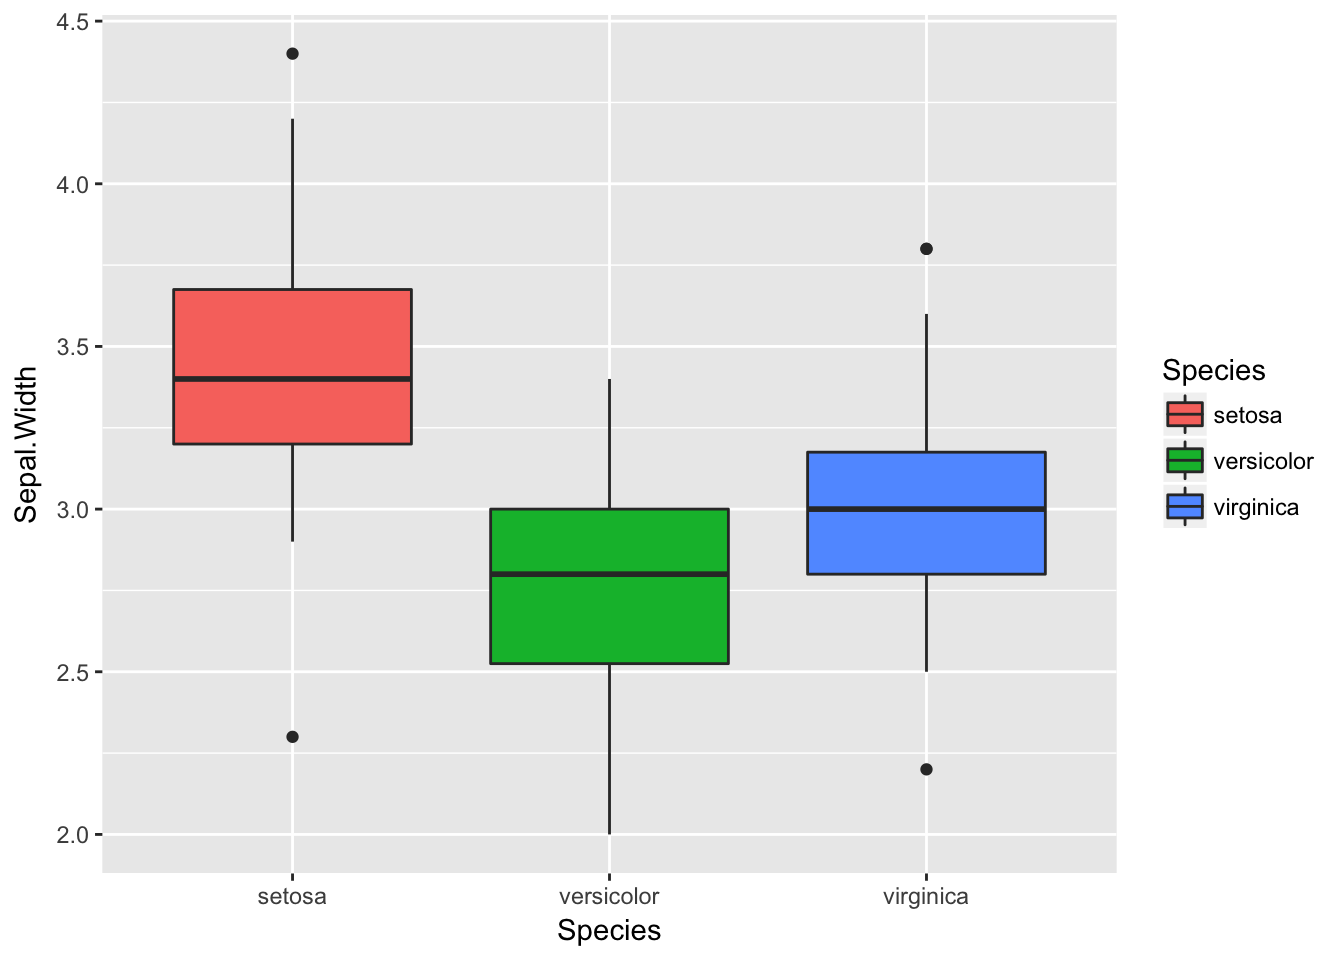 4.5
4.0
3.5
3.0
2.5
2.0
Sepal.Width
setosa
versicolor
virginica
Species
Species
setosa
versicolor
virginica